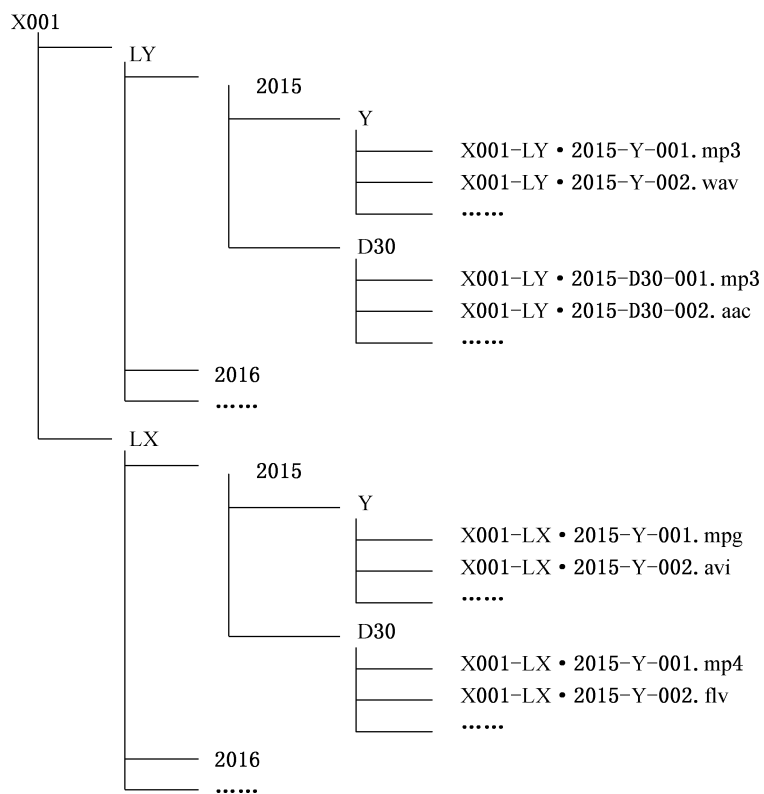 X001
LY
2015
Y
X001-LY•2015-Y-001.mp3
X001-LY•2015-Y-002.wav
……
D30
X001-LY•2015-D30-001.mp3
X001-LY•2015-D30-002.aac
……
2016
……
LX
2015
Y
X001-LX•2015-Y-001.mpg
X001-LX•2015-Y-002.avi
……
D30
X001-LX•2015-Y-001.mp4
X001-LX•2015-Y-002.flv
……
2016
……